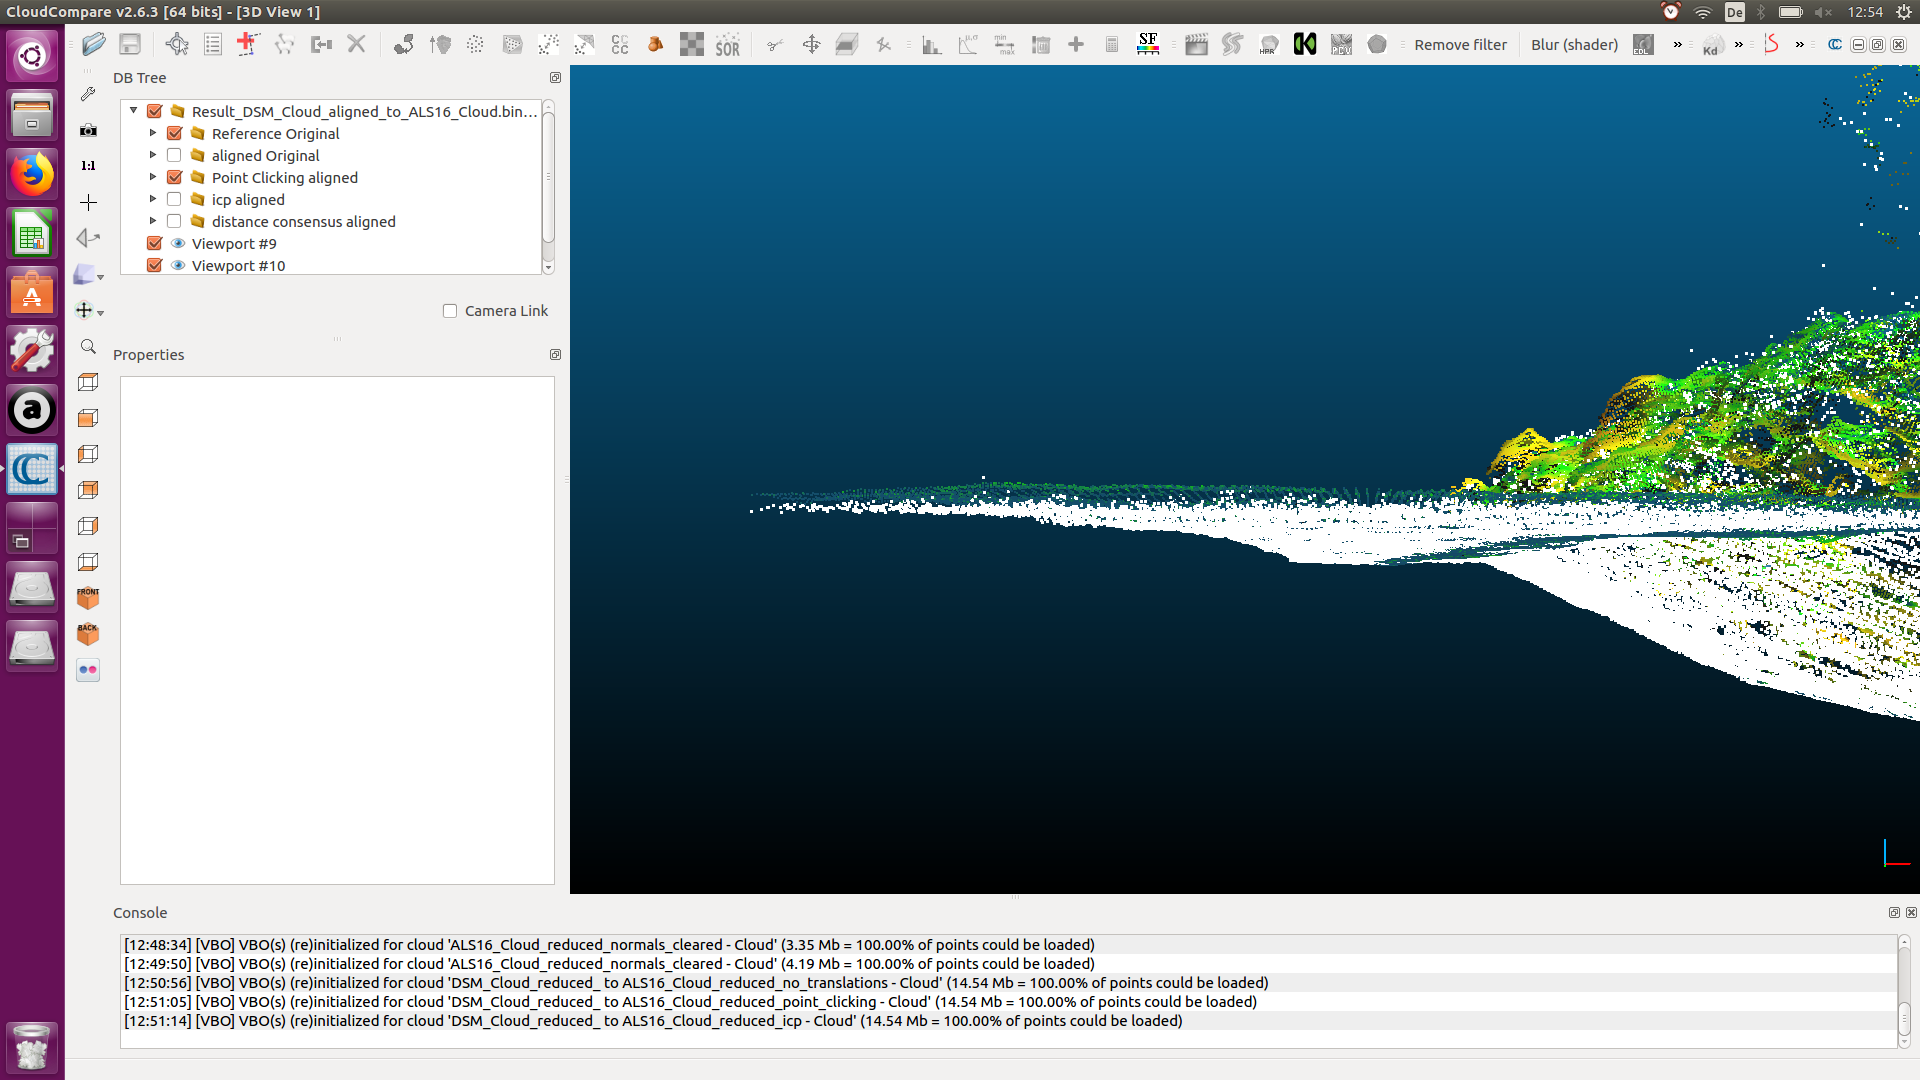 CloudCompare v2.6.3 [64 bits] - [3D View 1]
De
12:54
SOR
min
max
SF
HPR
PCV
Remove filter
Blur (shader)
EDL
»
Kd
»
»
DB Tree
Result_DSM_Cloud_aligned_to_ALS16_Cloud.bin...
Reference Original
aligned Original
Point Clicking aligned
icp aligned
distance consensus aligned
Viewport #9
Viewport #10
1:1
Camera Link
Properties
FRONT
BACK
Console
[12:48:34] [VBO] VBO(s) (re)initialized for cloud 'ALS16_Cloud_reduced_normals_cleared - Cloud' (3.35 Mb = 100.00% of points could be loaded)
[12:49:50] [VBO] VBO(s) (re)initialized for cloud 'ALS16_Cloud_reduced_normals_cleared - Cloud' (4.19 Mb = 100.00% of points could be loaded)
[12:50:56] [VBO] VBO(s) (re)initialized for cloud 'DSM_Cloud_reduced_ to ALS16_Cloud_reduced_no_translations - Cloud' (14.54 Mb = 100.00% of points could be loaded)
[12:51:05] [VBO] VBO(s) (re)initialized for cloud 'DSM_Cloud_reduced_ to ALS16_Cloud_reduced_point_clicking - Cloud' (14.54 Mb = 100.00% of points could be loaded)
[12:51:14] [VBO] VBO(s) (re)initialized for cloud 'DSM_Cloud_reduced_ to ALS16_Cloud_reduced_icp - Cloud' (14.54 Mb = 100.00% of points could be loaded)